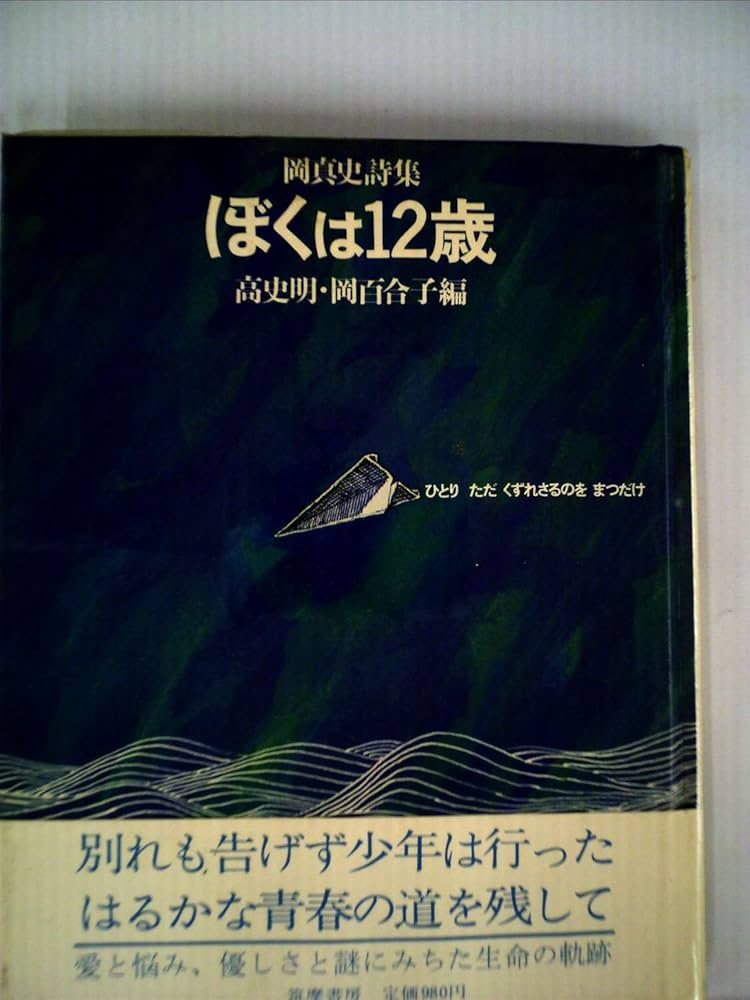 岡真史詩集
ぼくは12歳
高史明・岡百合子編
ひとり ただ くずれさるのを まつだけ
別れも告げず少年は行った
はるかな青春の道を残して
愛と悩み、優しさと謎にみちた生命の軌跡
筑摩書房 定価980円